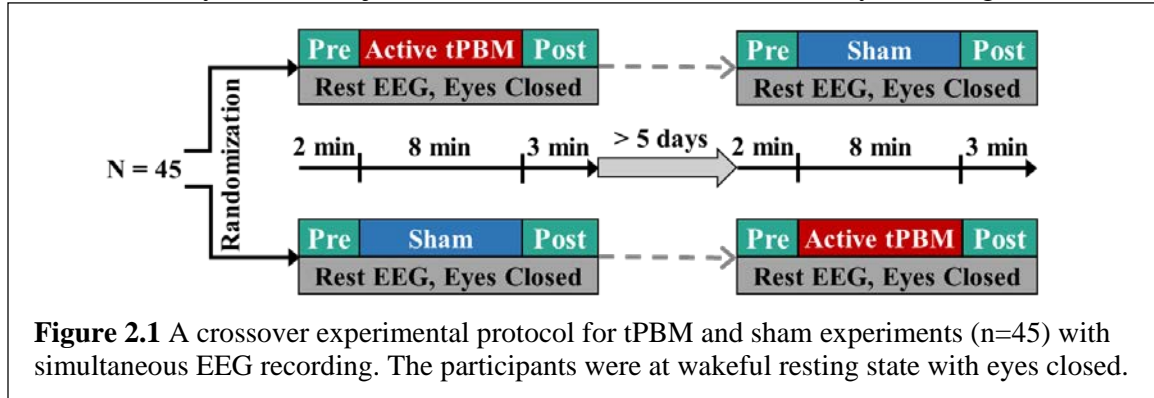 Pre Active tPBM Post
Rest EEG, Eyes Closed
Pre Sham Post
Rest EEG, Eyes Closed
N = 45
Randomization
2 min 8 min 3 min > 5 days 2 min 8 min 3 min
Pre Sham Post
Rest EEG, Eyes Closed
Pre Active tPBM Post
Rest EEG, Eyes Closed
Figure 2.1 A crossover experimental protocol for tPBM and sham experiments (n=45) with
simultaneous EEG recording. The participants were at wakeful resting state with eyes closed.